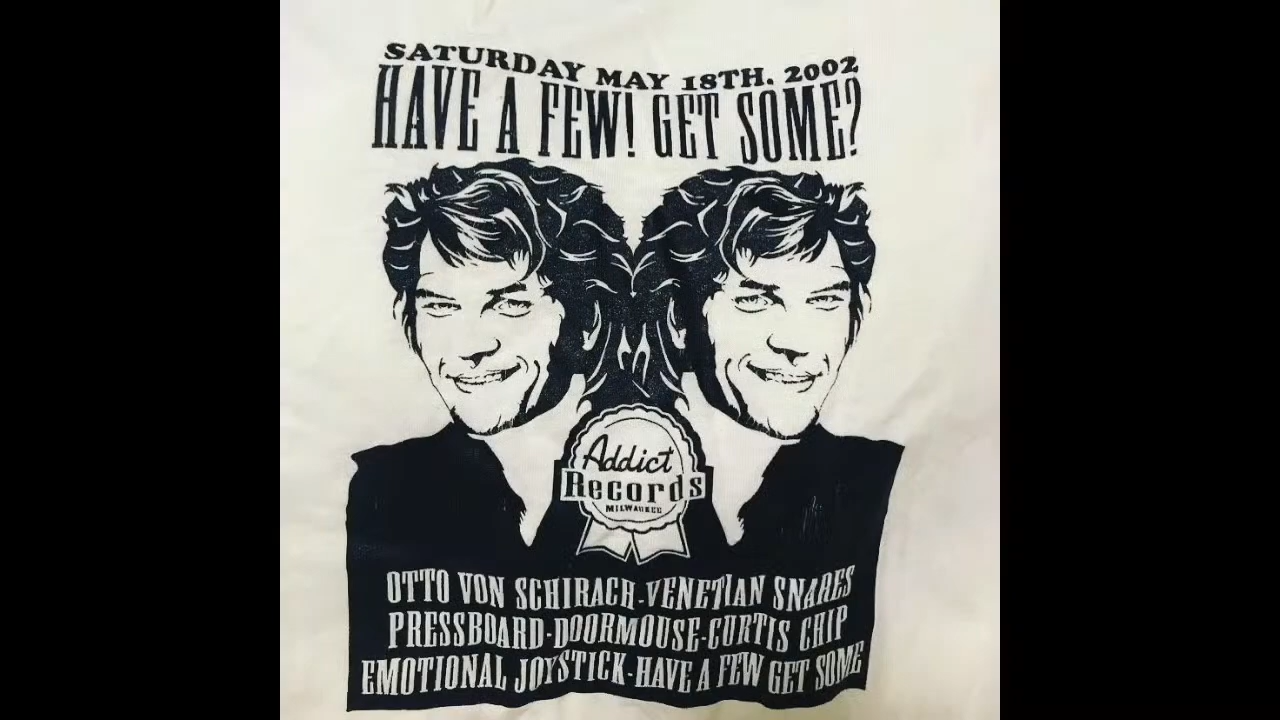 SATURDAY MAY 18TH. 2002
HAVE A FEW! GET SOME?
Addict
Records
MILWAUKEE
OTTO VON SCHIRACH-VENETIAN SNARES
PRESSBOARD-DOORMOUSE-CURTIS CHIP
EMOTIONAL JOYSTICK-HAVE A FEW GET SOME